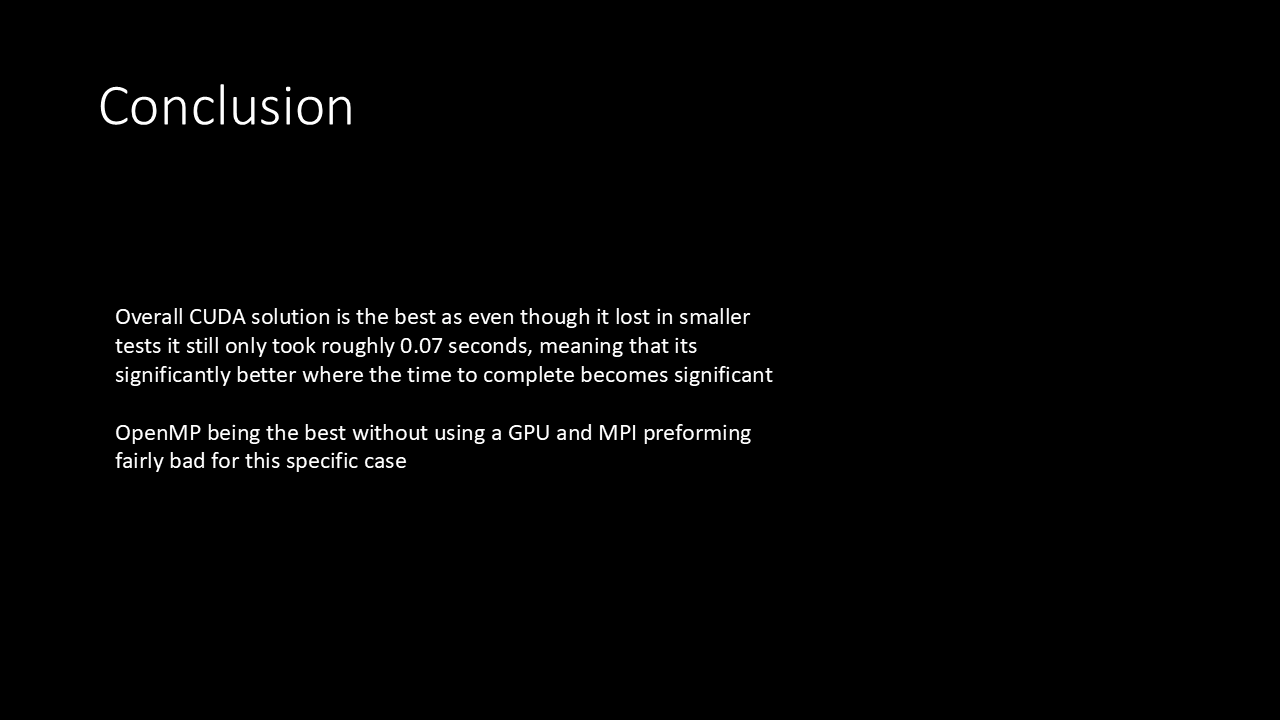 Conclusion
Overall CUDA solution is the best as even though it lost in smaller
tests it still only took roughly 0.07 seconds, meaning that its
significantly better where the time to complete becomes significant
OpenMP being the best without using a GPU and MPI preforming
fairly bad for this specific case